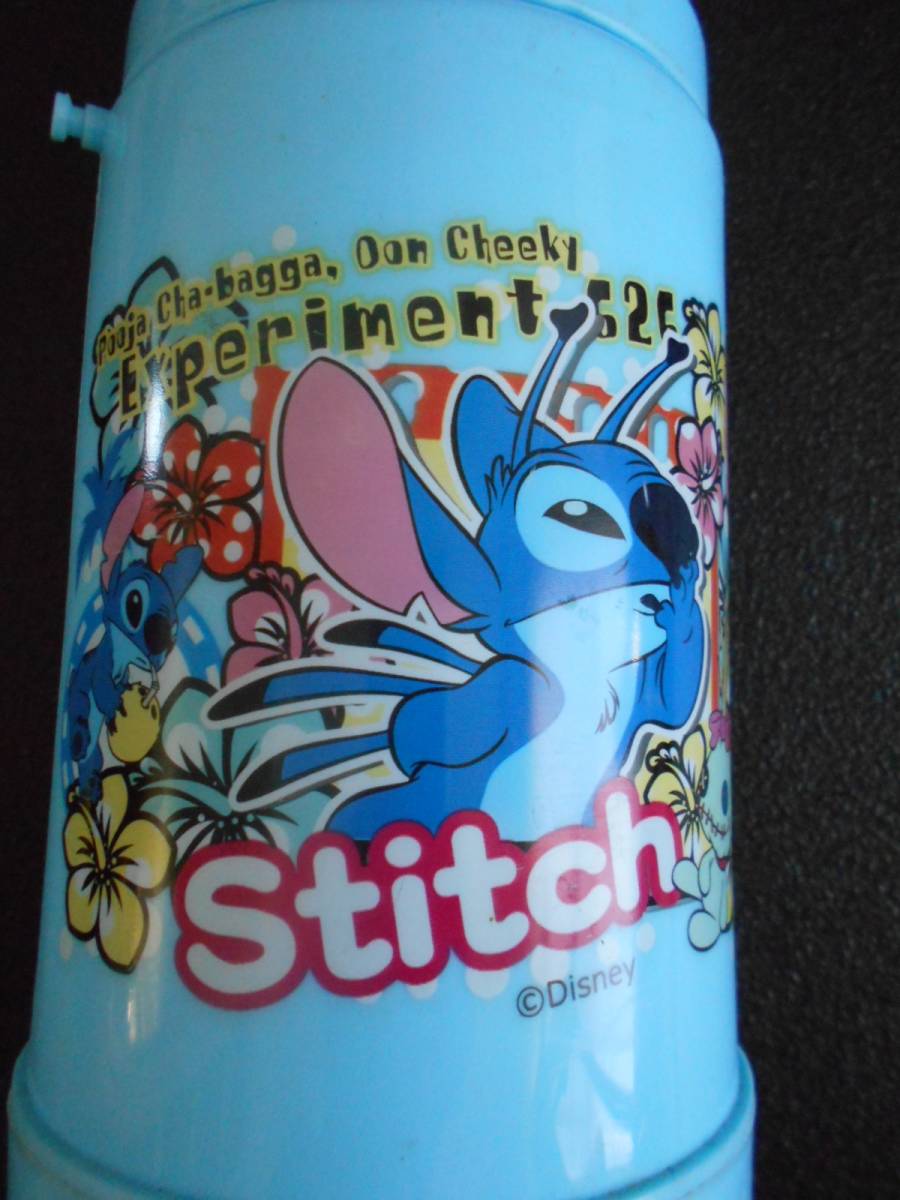 Pooja Cha-bagga, Oon Cheeky
Experiment 626
Stitch
©Disney